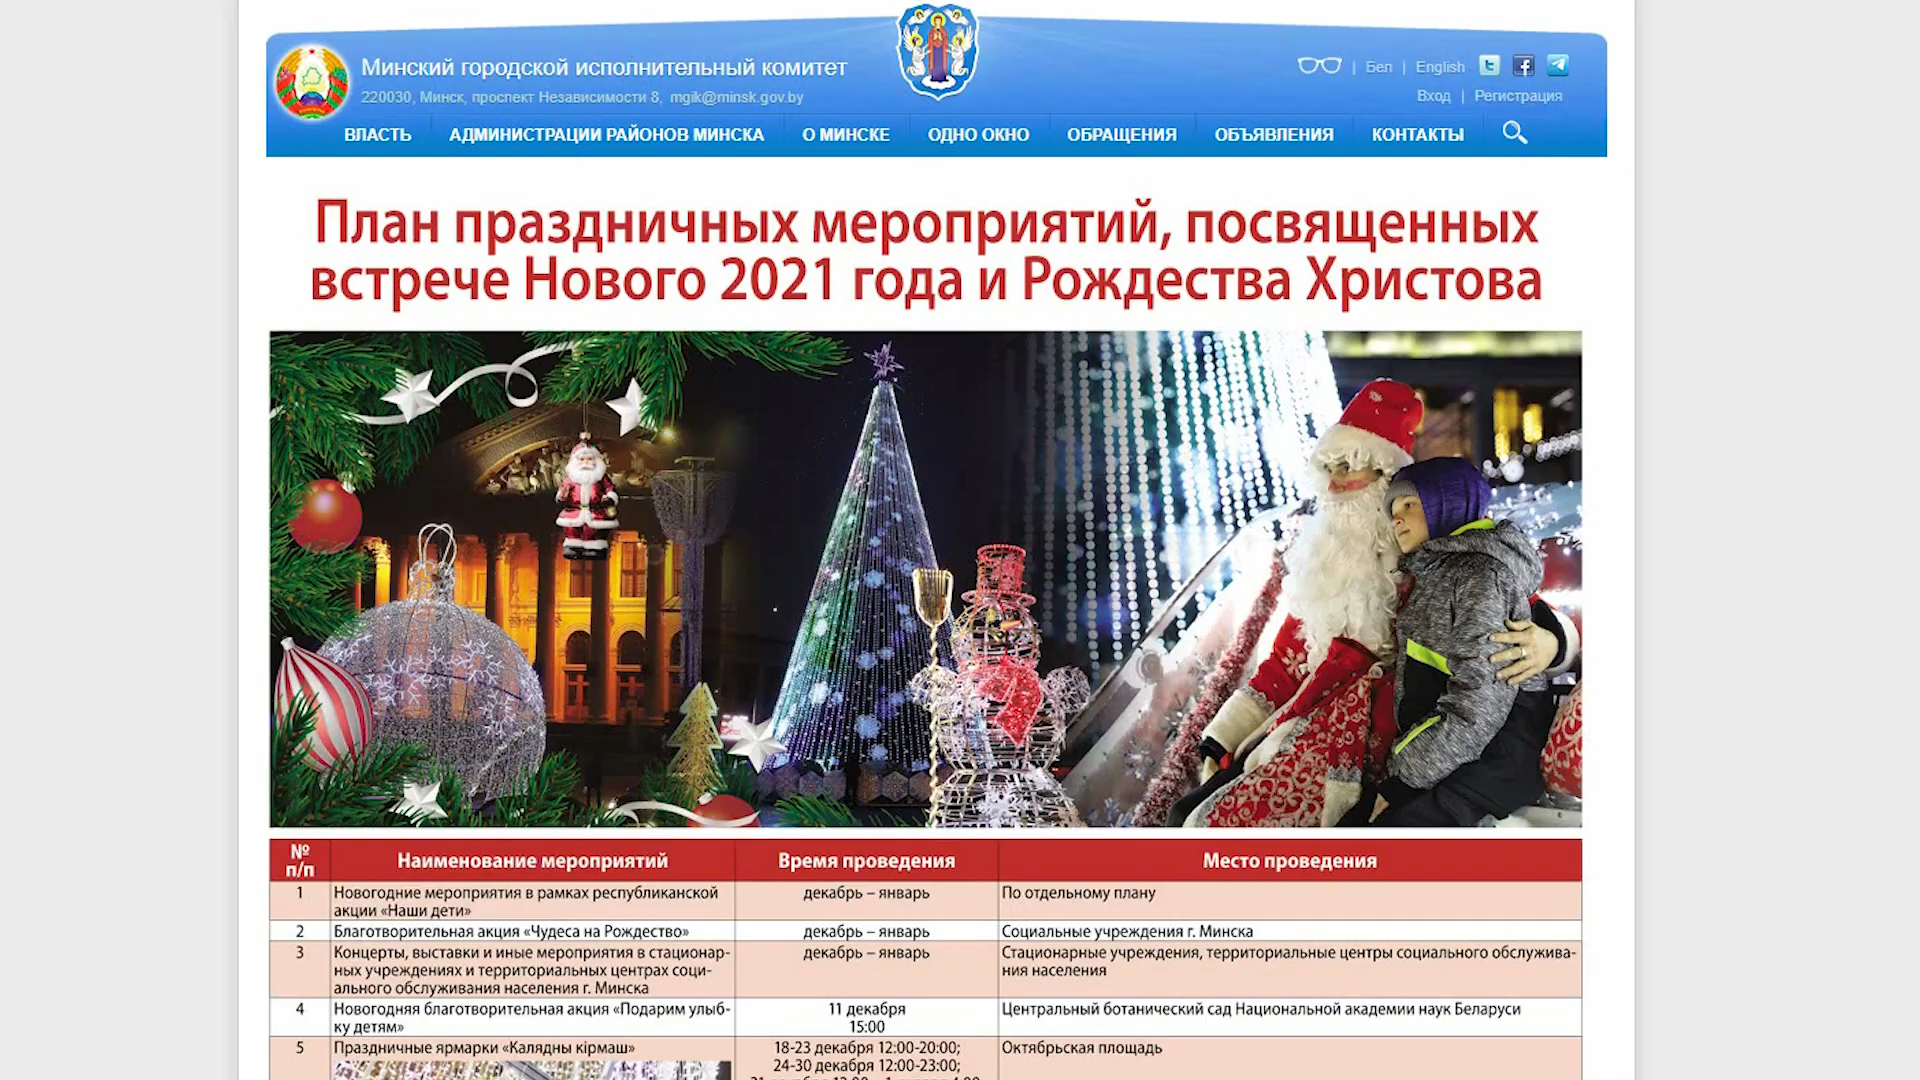 Минский городской исполнительный комитет
220030, Минск, проспект Независимости 8, mgik@minsk.gov.by
| Бел | English
Вход | Регистрация
ВЛАСТЬ АДМИНИСТРАЦИИ РАЙОНОВ МИНСКА О МИНСКЕ ОДНО ОКНО ОБРАЩЕНИЯ ОБЪЯВЛЕНИЯ КОНТАКТЫ
План праздничных мероприятий, посвященных
встрече Нового 2021 года и Рождества Христова
№ п/п Наименование мероприятий Время проведения Место проведения
1 Новогодние мероприятия в рамках республиканской декабрь – январь По отдельному плану
акции «Наши дети»
2 Благотворительная акция «Чудеса на Рождество» декабрь – январь Социальные учреждения г. Минска
3 Концерты, выставки и иные мероприятия в стационар- декабрь – январь Стационарные учреждения, территориальные центры социального обслужива-
ных учреждениях и территориальных центрах соци- ния населения
ального обслуживания населения г. Минска
4 Новогодняя благотворительная акция «Подарим улыб- 11 декабря Центральный ботанический сад Национальной академии наук Беларуси
ку детям» 15:00
5 Праздничные ярмарки «Калядны кірмаш» 18-23 декабря 12:00-20:00; Октябрьская площадь
24-30 декабря 12:00-23:00;